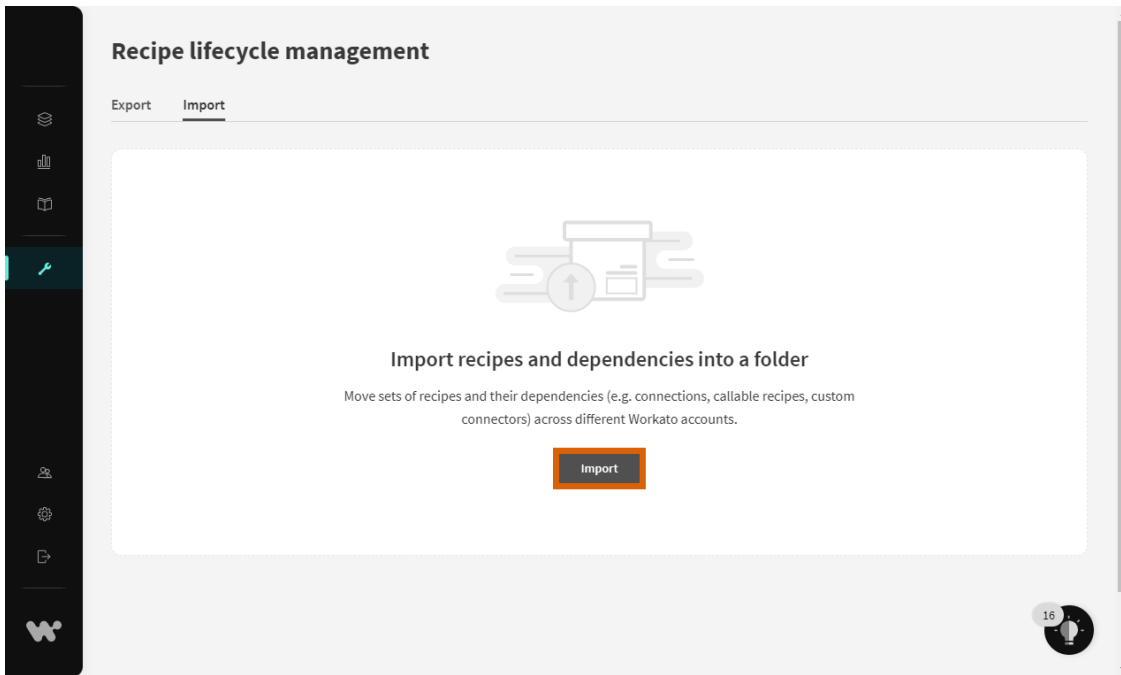 Recipe lifecycle management
Export Import
Import recipes and dependencies into a folder
Move sets of recipes and their dependencies (e.g. connections, callable recipes, custom
connectors) across different Workato accounts.
Import
16